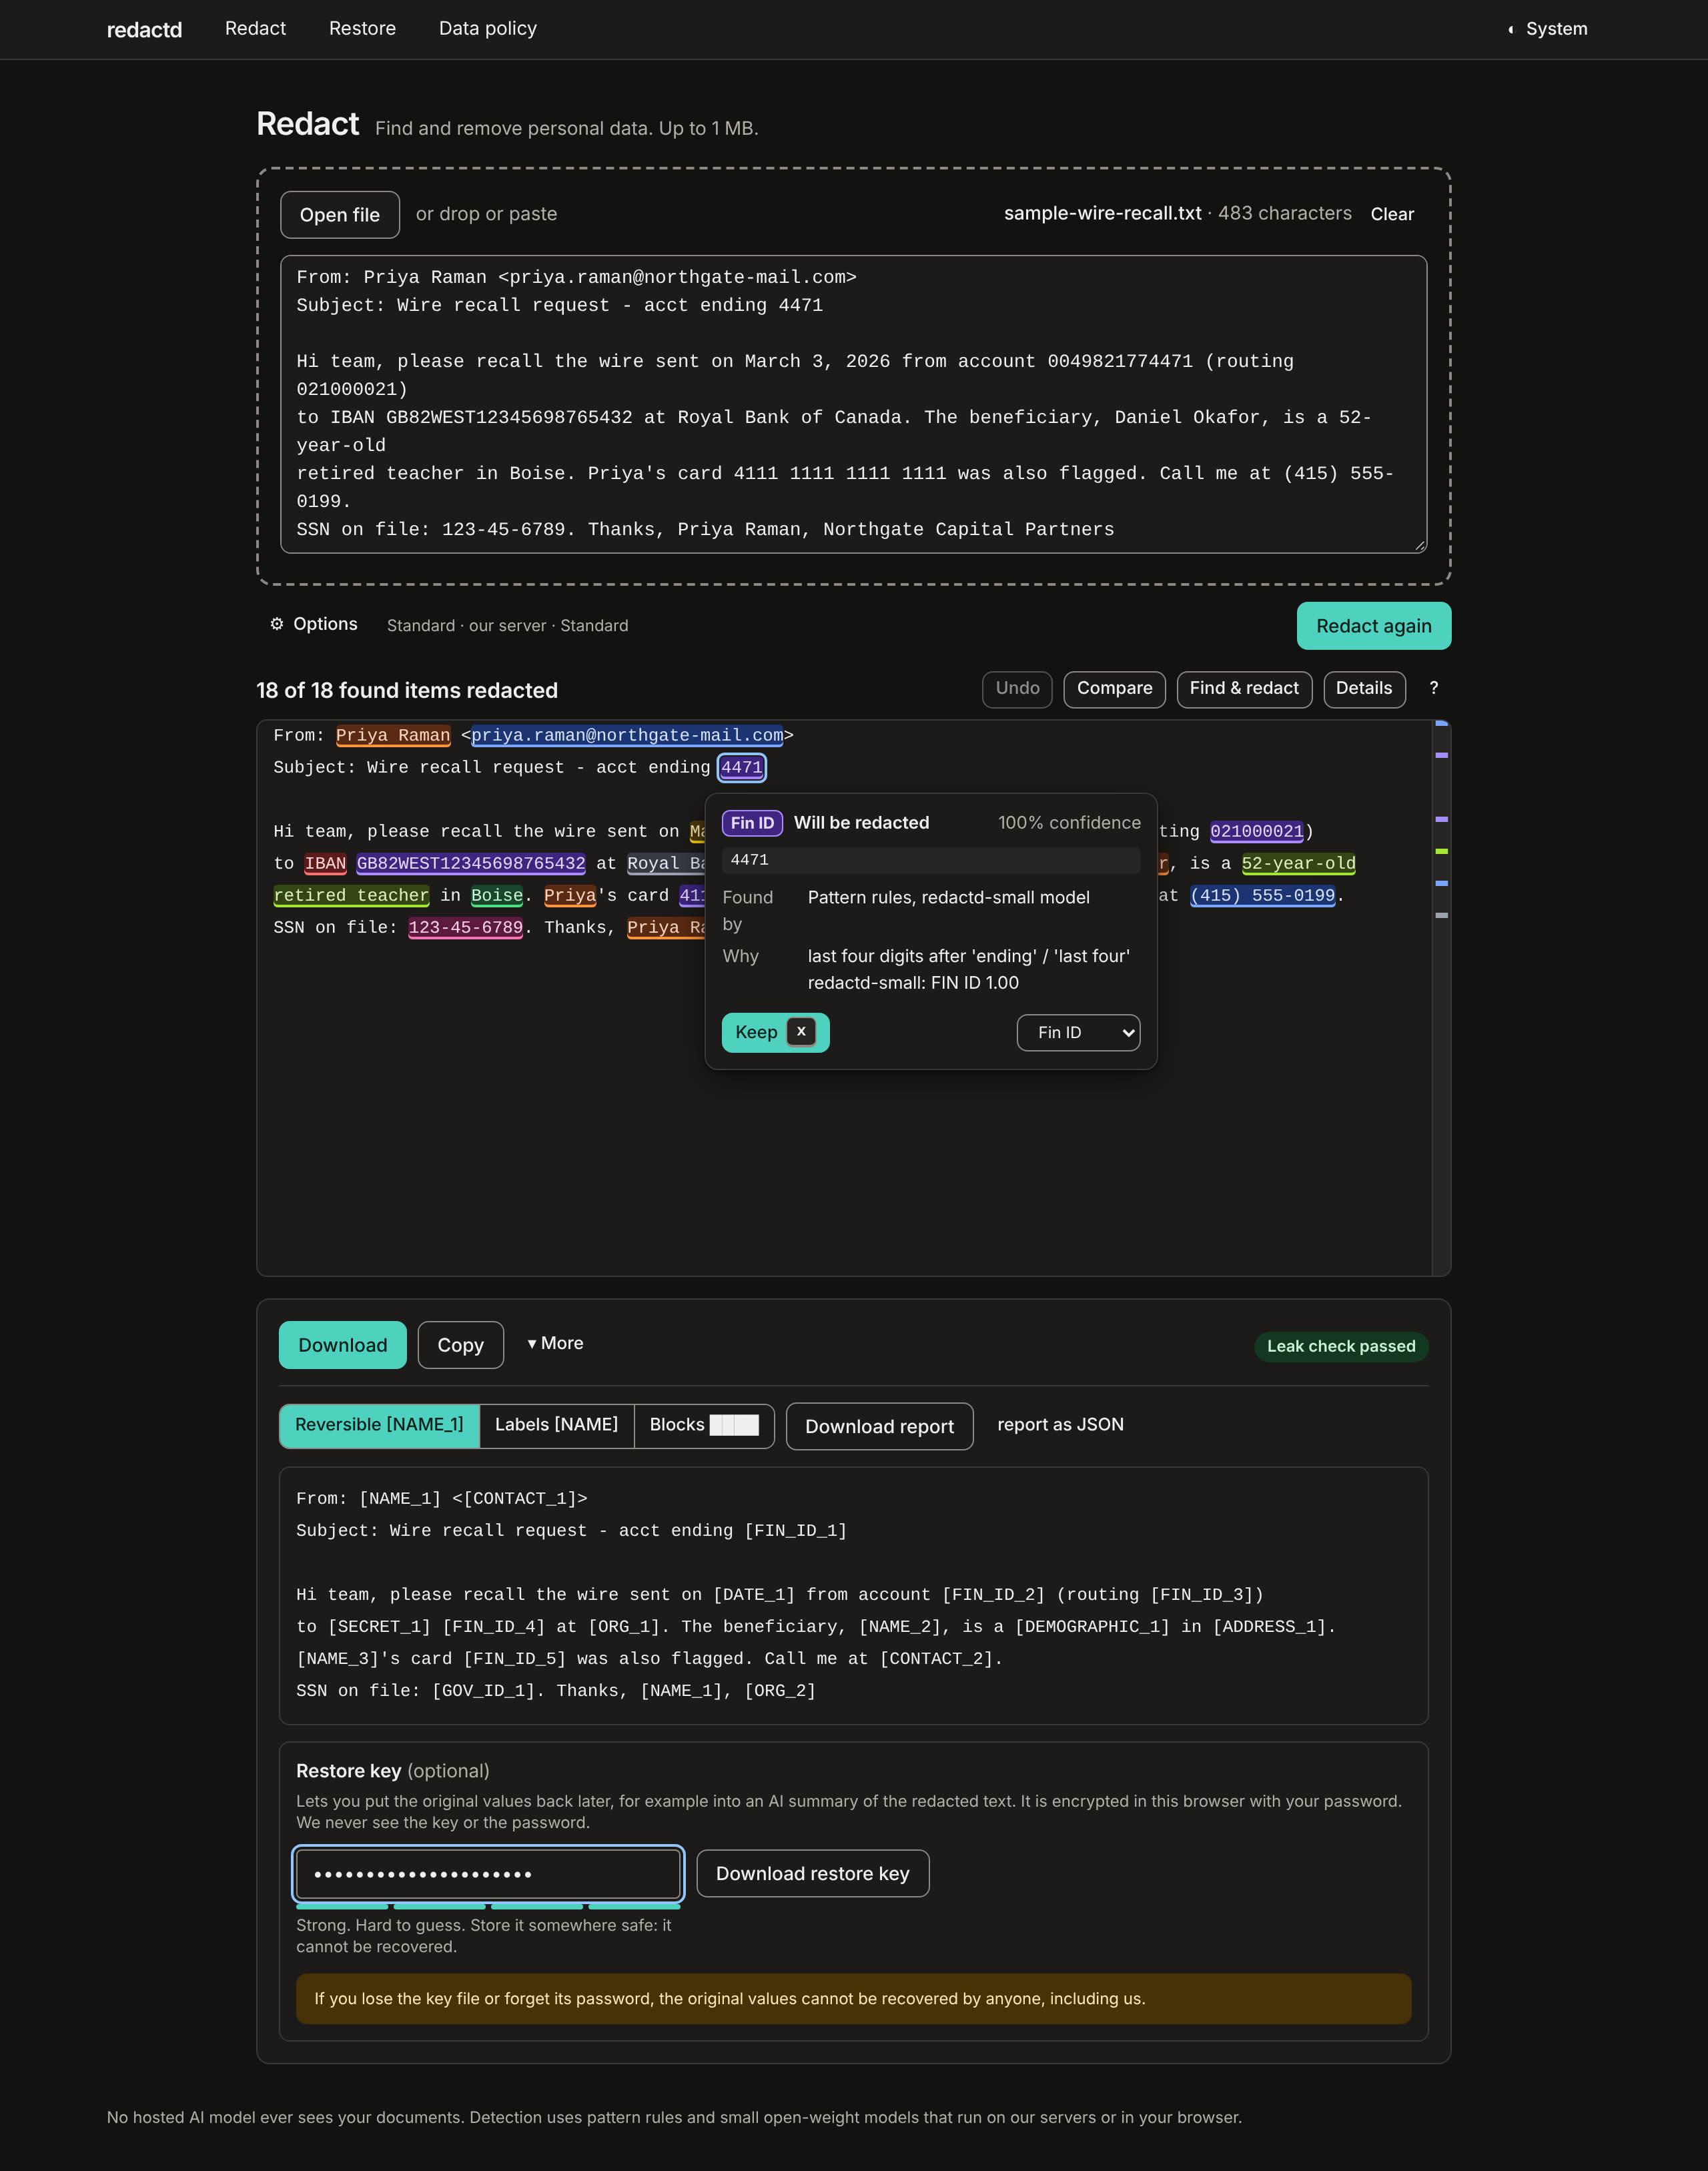 redactd Redact Restore Data policy System
Redact Find and remove personal data. Up to 1 MB.
Open file or drop or paste sample-wire-recall.txt · 483 characters Clear
From: Priya Raman <priya.raman@northgate-mail.com>
Subject: Wire recall request - acct ending 4471
Hi team, please recall the wire sent on March 3, 2026 from account 0049821774471 (routing
021000021)
to IBAN GB82WEST12345698765432 at Royal Bank of Canada. The beneficiary, Daniel Okafor, is a 52-
year-old
retired teacher in Boise. Priya's card 4111 1111 1111 1111 was also flagged. Call me at (415) 555-
0199.
SSN on file: 123-45-6789. Thanks, Priya Raman, Northgate Capital Partners
⚙ Options Standard · our server · Standard Redact again
18 of 18 found items redacted Undo Compare Find & redact Details ?
From: Priya Raman <priya.raman@northgate-mail.com>
Subject: Wire recall request - acct ending 4471
Hi team, please recall the wire sent on Ma ting 021000021)
to IBAN GB82WEST12345698765432 at Royal Ba r, is a 52-year-old
retired teacher in Boise. Priya's card 411 at (415) 555-0199.
SSN on file: 123-45-6789. Thanks, Priya Ra
Fin ID Will be redacted 100% confidence
4471
Found by Pattern rules, redactd-small model
Why last four digits after 'ending' / 'last four'
redactd-small: FIN ID 1.00
Keep x Fin ID
Download Copy ▾ More Leak check passed
Reversible [NAME_1] Labels [NAME] Blocks ████ Download report report as JSON
From: [NAME_1] <[CONTACT_1]>
Subject: Wire recall request - acct ending [FIN_ID_1]
Hi team, please recall the wire sent on [DATE_1] from account [FIN_ID_2] (routing [FIN_ID_3])
to [SECRET_1] [FIN_ID_4] at [ORG_1]. The beneficiary, [NAME_2], is a [DEMOGRAPHIC_1] in [ADDRESS_1].
[NAME_3]'s card [FIN_ID_5] was also flagged. Call me at [CONTACT_2].
SSN on file: [GOV_ID_1]. Thanks, [NAME_1], [ORG_2]
Restore key (optional)
Lets you put the original values back later, for example into an AI summary of the redacted text. It is encrypted in this browser with your password.
We never see the key or the password.
••••••••••••••••••••• Download restore key
Strong. Hard to guess. Store it somewhere safe: it
cannot be recovered.
If you lose the key file or forget its password, the original values cannot be recovered by anyone, including us.
No hosted AI model ever sees your documents. Detection uses pattern rules and small open-weight models that run on our servers or in your browser.